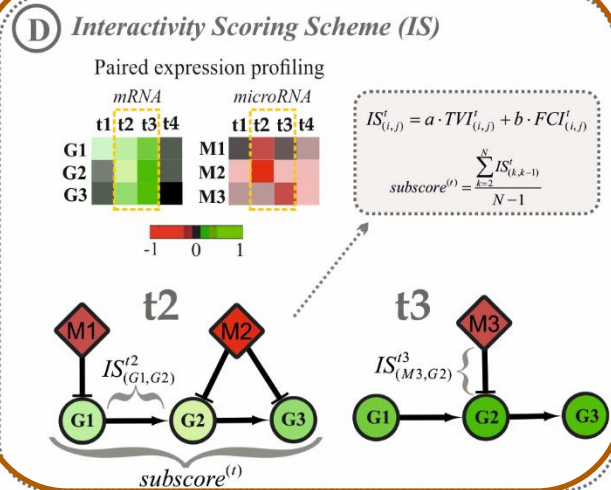 D Interactivity Scoring Scheme (IS)
Paired expression profiling
mRNA microRNA
t1 t2 t3 t4 t1 t2 t3 t4
G1 M1
G2 M2
G3 M3
-1 0 1
IS^t_(i,j) = a · TVI^t_(i,j) + b · FCI^t_(i,j)
subscore^(t) = ∑_{k=2}^{N} IS^t_(k,k-1) / N-1
t2 t3
M1 M2 M3
IS^t2_(G1,G2) IS^t3_(M3,G2)
G1 G2 G3 G1 G2 G3
subscore^(t)